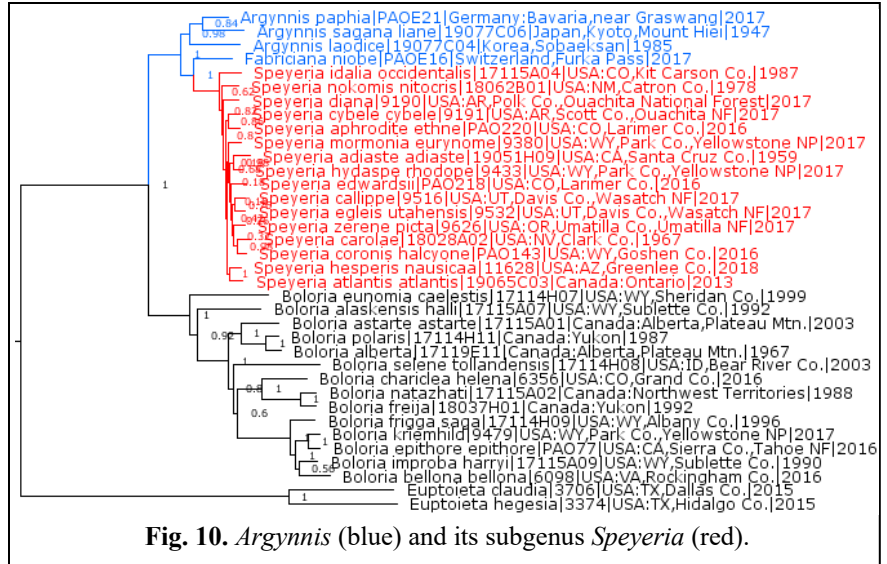 Argynnis paphia|PAOE21|Germany:Bavaria,near Graswang|2017
0.84
Argynnis sagana liane|19077C06|Japan,Kyoto,Mount Hiei|1947
0.98
Argynnis laodice|19077C04|Korea,Sobaeksan|1985
1
Fabriciana niobe|PAOE16|Switzerland,Furka Pass|2017
1
Speyeria idalia occidentalis|17115A04|USA:CO,Kit Carson Co.|1987
Speyeria nokomis nitocris|18062B01|USA:NM,Catron Co.|1978
Speyeria diana|9190|USA:AR,Polk Co.,Ouachita National Forest|2017
Speyeria cybele cybele|9191|USA:AR,Scott Co.,Ouachita NF|2017
Speyeria aphrodite ethne|PAO220|USA:CO,Larimer Co.|2016
Speyeria mormonia eurynome|9380|USA:WY,Park Co.,Yellowstone NP|2017
Speyeria adiaste adiaste|19051H09|USA:CA,Santa Cruz Co.|1959
Speyeria hydaspe rhodope|9433|USA:WY,Park Co.,Yellowstone NP|2017
Speyeria edwardsii|PAO218|USA:CO,Larimer Co.|2016
1
Speyeria callippe|9516|USA:UT,Davis Co.,Wasatch NF|2017
Speyeria egleis utahensis|9532|USA:UT,Davis Co.,Wasatch NF|2017
Speyeria zerene picta|9626|USA:OR,Umatilla Co.,Umatilla NF|2017
Speyeria carolae|18028A02|USA:NV,Clark Co.|1967
Speyeria coronis halcyone|PAO143|USA:WY,Goshen Co.|2016
Speyeria hesperis nausicaa|11628|USA:AZ,Greenlee Co.|2018
1
Speyeria atlantis atlantis|19065C03|Canada:Ontario|2013
Boloria eunomia caelestis|17114H07|USA:WY,Sheridan Co.|1999
1
Boloria alaskensis halli|17115A07|USA:WY,Sublette Co.|1992
Boloria astarte astarte|17115A01|Canada:Alberta,Plateau Mtn.|2003
0.92
1
Boloria polaris|17114H11|Canada:Yukon|1987
1
Boloria alberta|17119E11|Canada:Alberta,Plateau Mtn.|1967
1
Boloria selene tollandensis|17114H08|USA:ID,Bear River Co.|2003
Boloria chariclea helena|6356|USA:CO,Grand Co.|2016
1
Boloria natazhati|17115A02|Canada:Northwest Territories|1988
1
Boloria freija|18037H01|Canada:Yukon|1992
0.6
Boloria frigga saga|17114H09|USA:WY,Albany Co.|1996
Boloria kriemhild|9479|USA:WY,Park Co.,Yellowstone NP|2017
1
Boloria epithore epithore|PAO77|USA:CA,Sierra Co.,Tahoe NF|2016
1
Boloria improba harryi|17115A09|USA:WY,Sublette Co.|1990
0.56
Boloria bellona bellona|6098|USA:VA,Rockingham Co.|2016
Euptoieta claudia|3706|USA:TX,Dallas Co.|2015
1
Euptoieta hegesia|3374|USA:TX,Hidalgo Co.|2015
Fig. 10. Argynnis (blue) and its subgenus Speyeria (red).